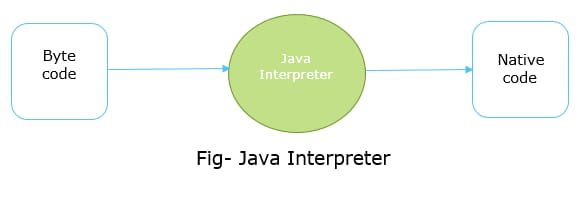 Byte
code
Java
Interpreter
Native
code
Fig- Java Interpreter